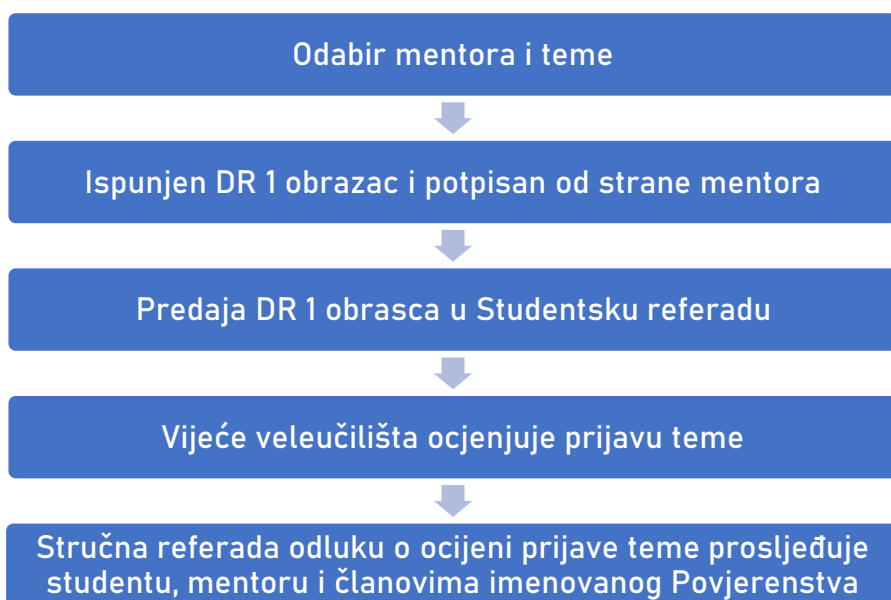 Odabir mentora i teme
Ispunjen DR 1 obrazac i potpisan od strane mentora
Predaja DR 1 obrasca u Studentsku referadu
Vijeće veleučilišta ocjenjuje prijavu teme
Stručna referada odluku o ocijeni prijave teme prosljeđuje
studentu, mentoru i članovima imenovanog Povjerenstva